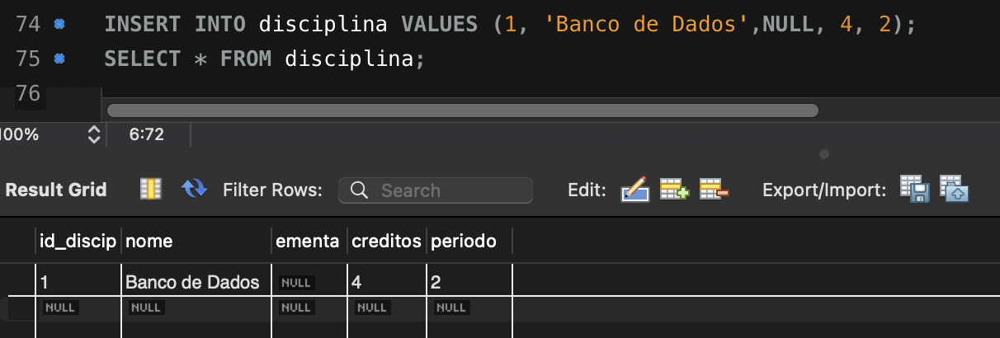 74 INSERT INTO disciplina VALUES (1, 'Banco de Dados',NULL, 4, 2);
75 SELECT * FROM disciplina;
76
100% 6:72
Result Grid Filter Rows: Search Edit: Export/Import:
id_discip nome ementa creditos periodo
1 Banco de Dados NULL 4 2
NULL NULL NULL NULL NULL